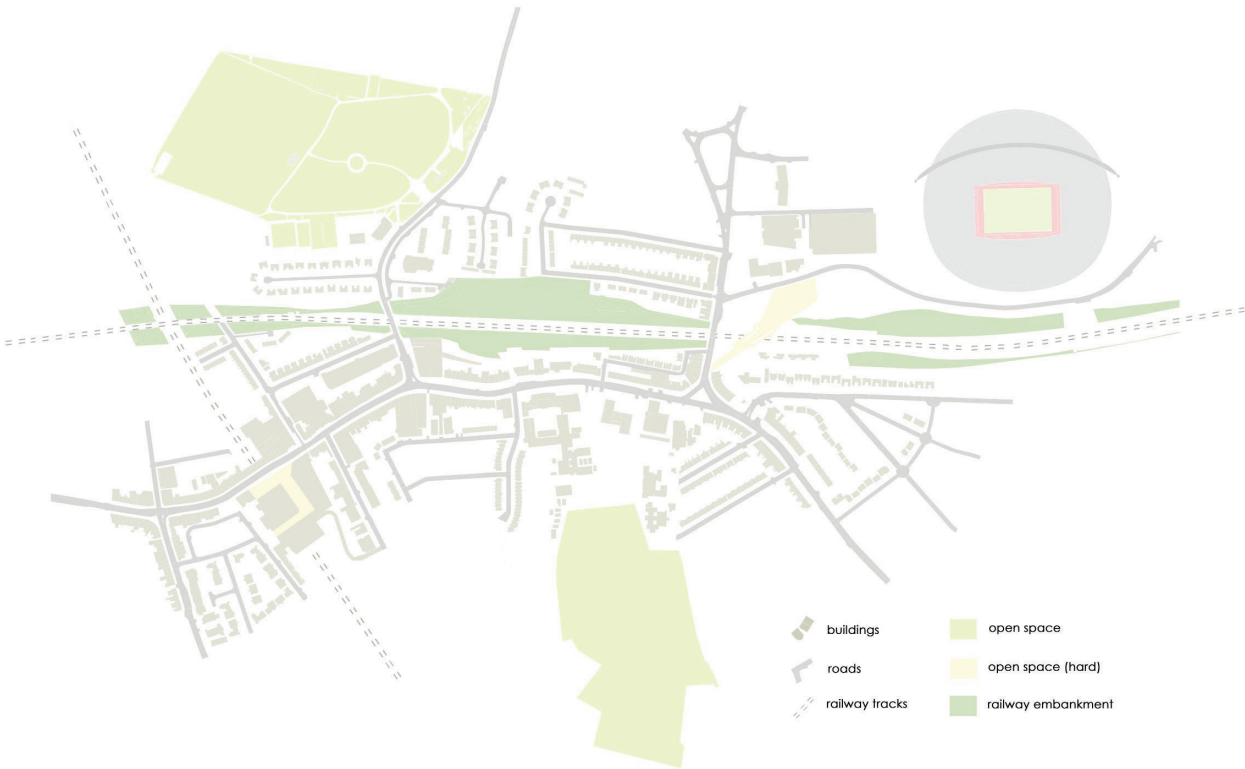 buildings
roads
railway tracks
open space
open space (hard)
railway embankment